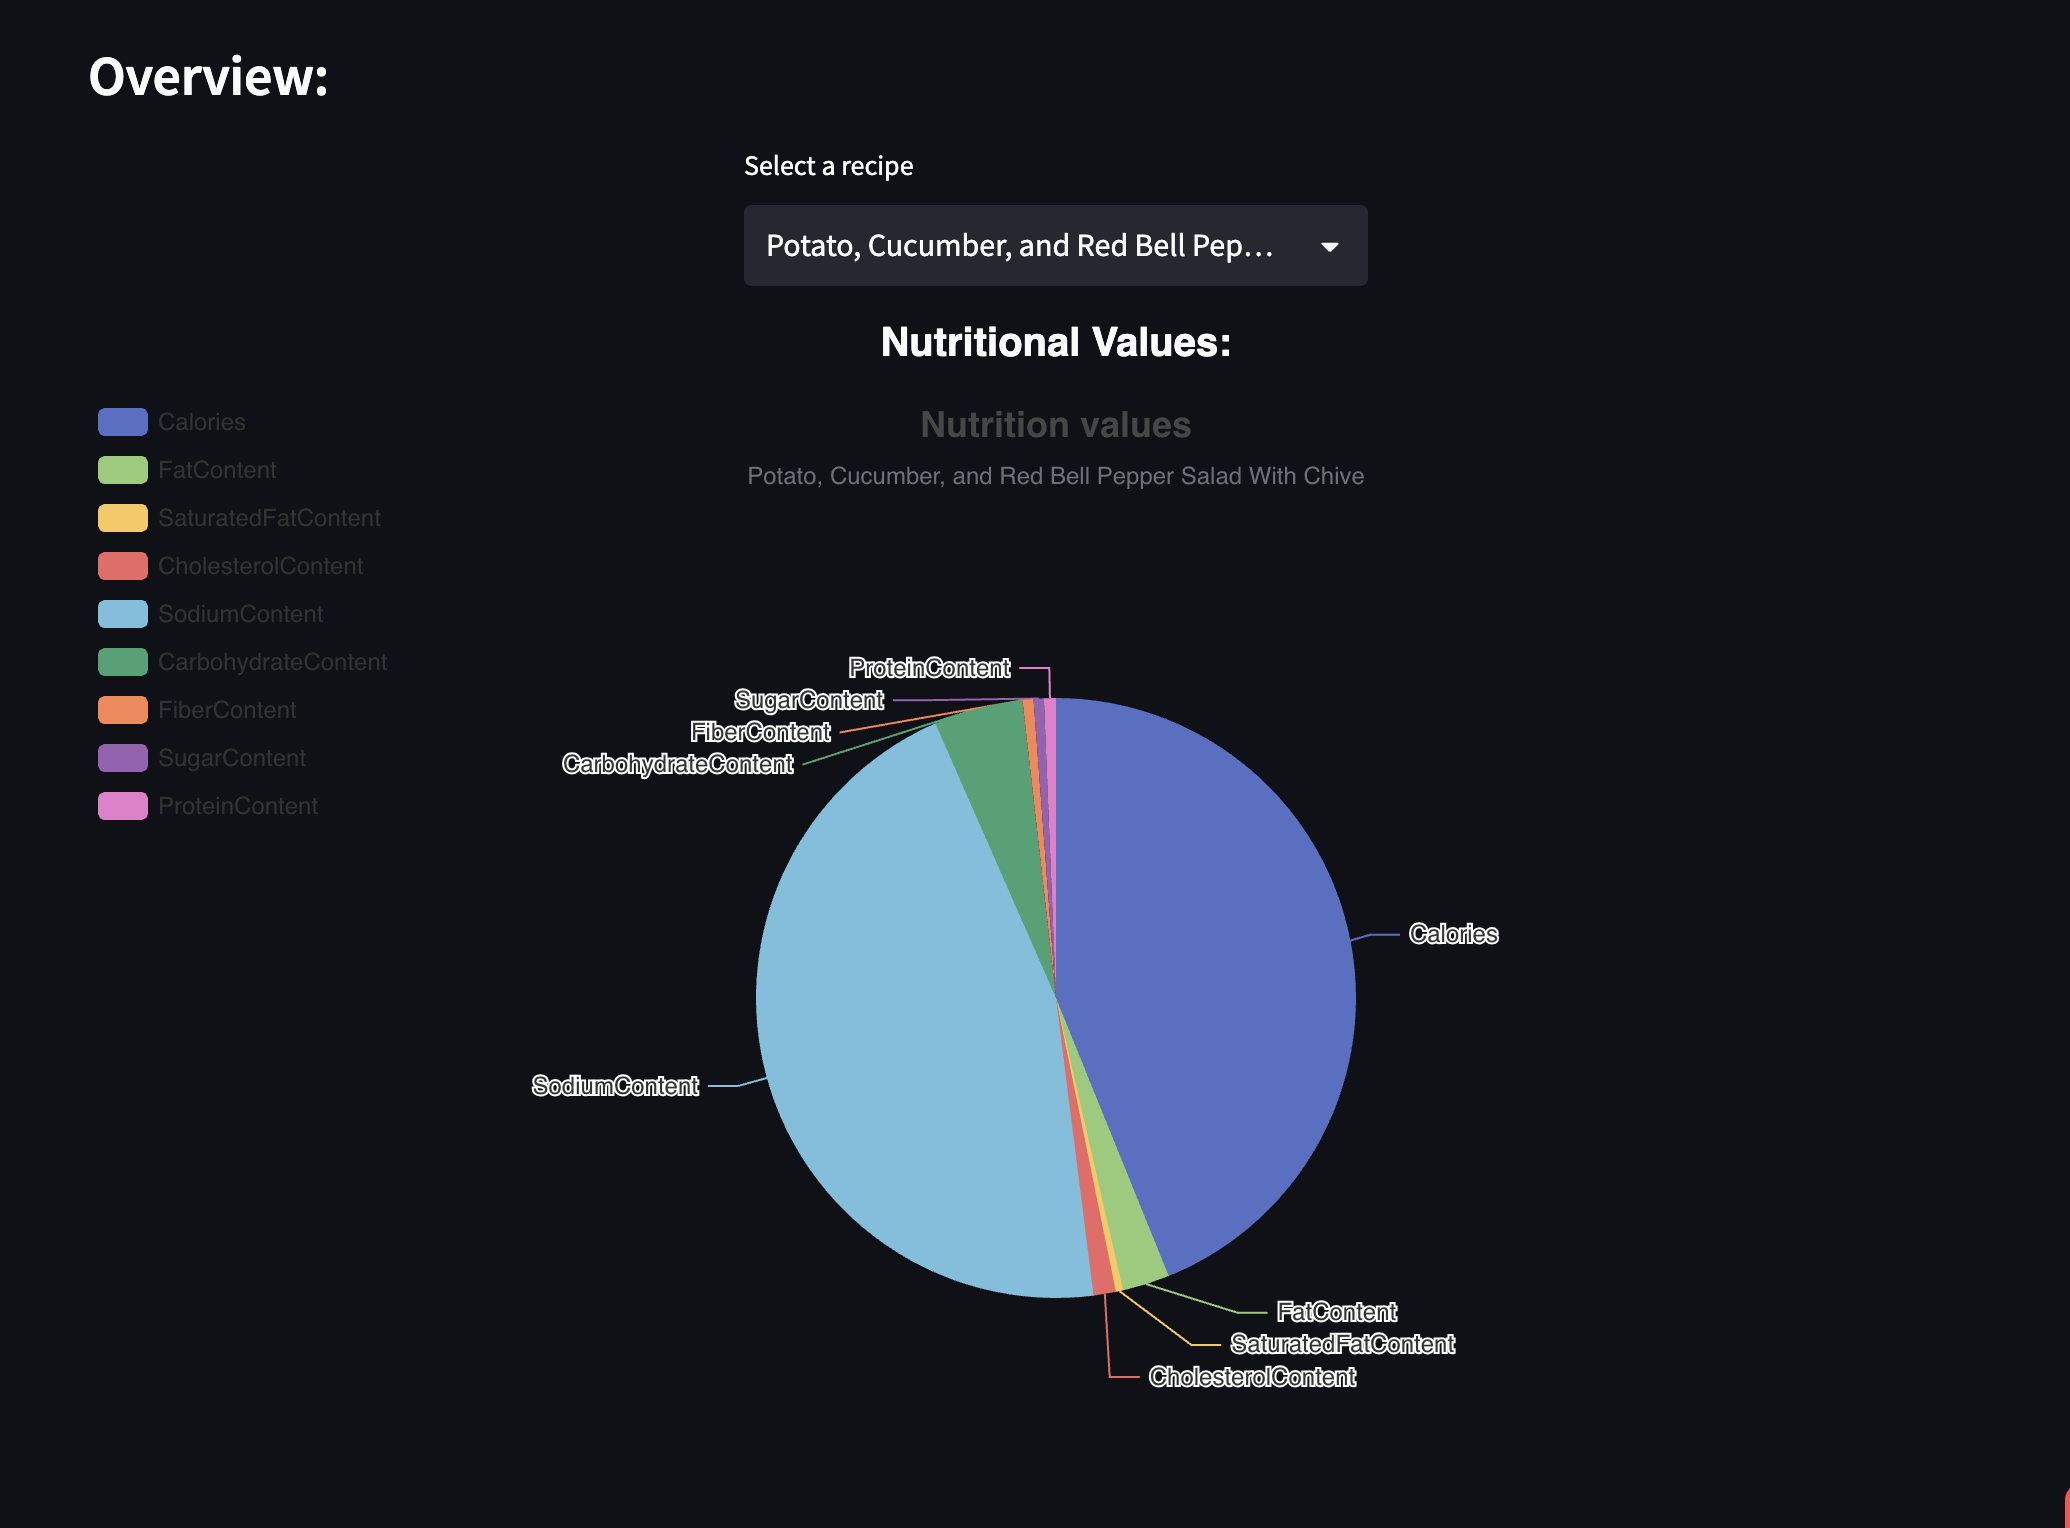 Overview:
Select a recipe
Potato, Cucumber, and Red Bell Pep...
Nutritional Values:
Calories
FatContent
SaturatedFatContent
CholesterolContent
SodiumContent
CarbohydrateContent
FiberContent
SugarContent
ProteinContent
Nutrition values
Potato, Cucumber, and Red Bell Pepper Salad With Chive
ProteinContent
SugarContent
FiberContent
CarbohydrateContent
Calories
SodiumContent
FatContent
SaturatedFatContent
CholesterolContent